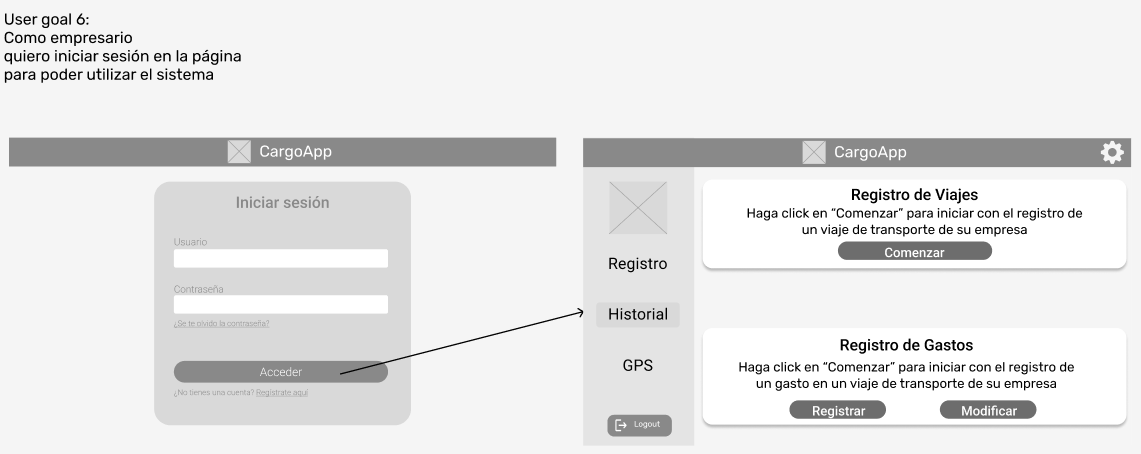 User goal 6:
Como empresario
quiero iniciar sesión en la página
para poder utilizar el sistema
CargoApp
Iniciar sesión
Usuario
Contraseña
¿Se te olvido la contraseña?
Acceder
¿No tienes una cuenta? Regístrate aquí
CargoApp
Registro
Historial
GPS
Logout
Registro de Viajes
Haga click en “Comenzar” para iniciar con el registro de
un viaje de transporte de su empresa
Comenzar
Registro de Gastos
Haga click en “Comenzar” para iniciar con el registro de
un gasto en un viaje de transporte de su empresa
Registrar
Modificar